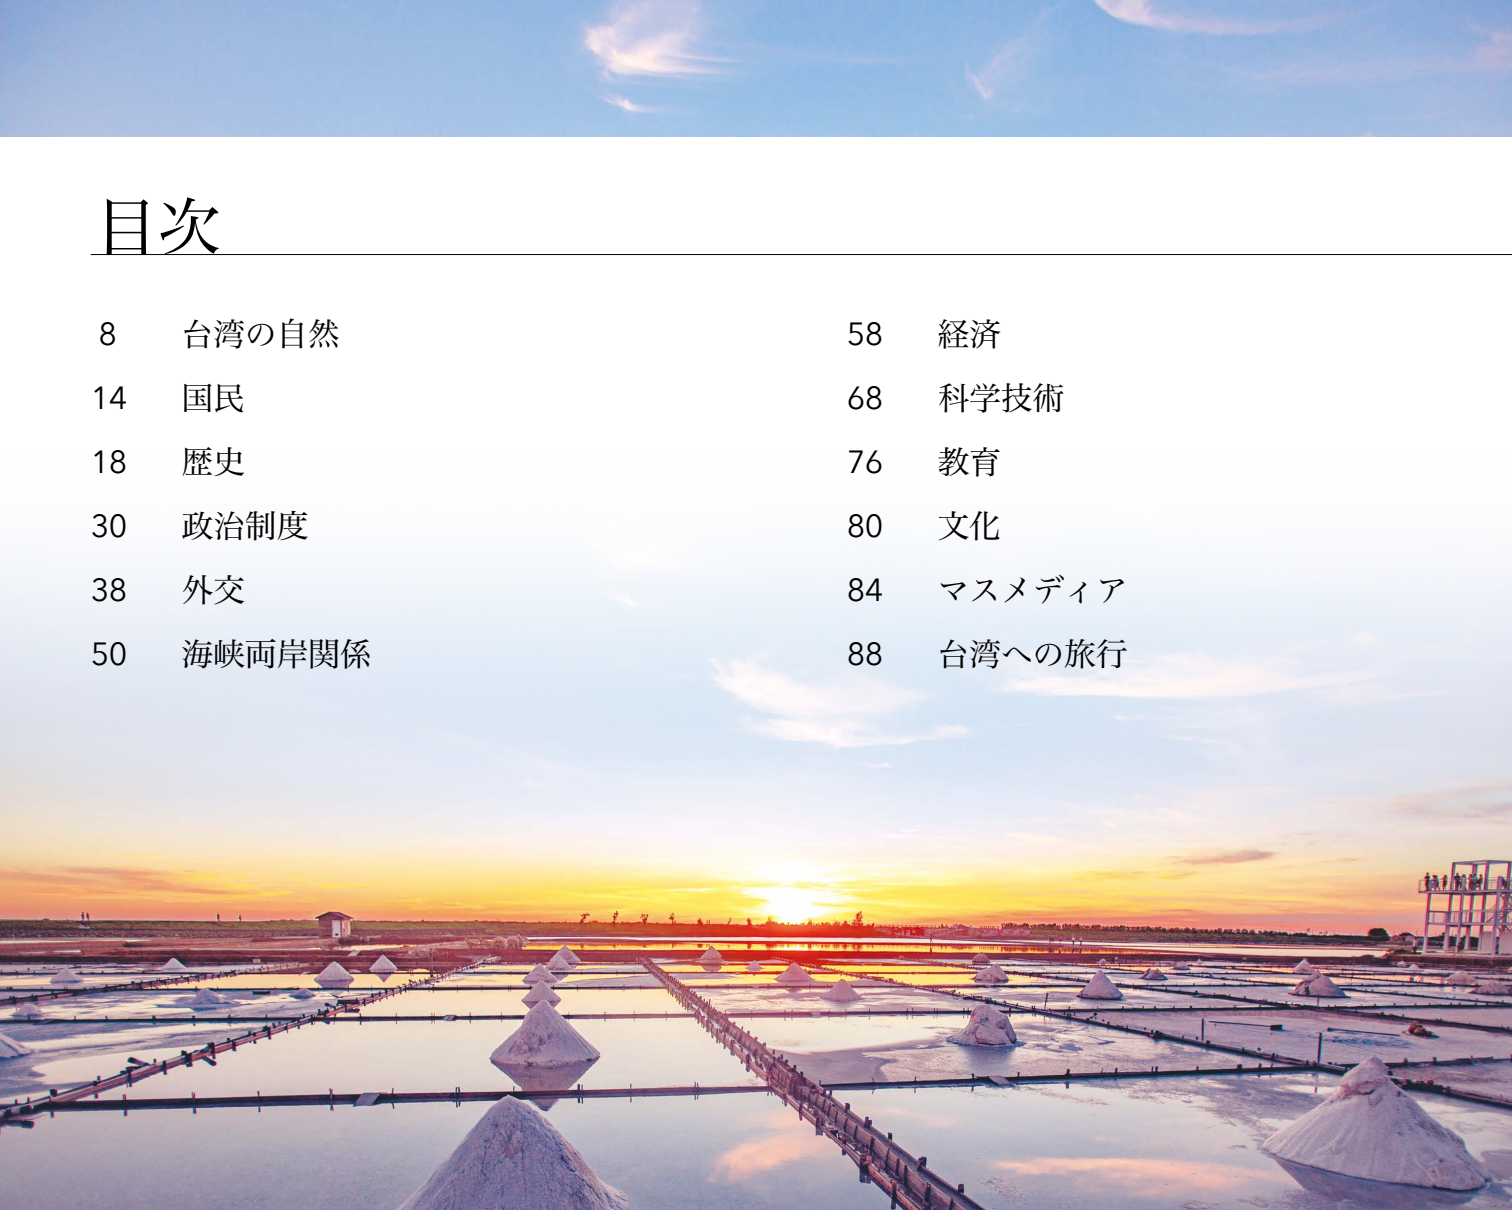 目次
8 台湾の自然
14 国民
18 歴史
30 政治制度
38 外交
50 海峡両岸関係
58 経済
68 科学技術
76 教育
80 文化
84 マスメディア
88 台湾への旅行